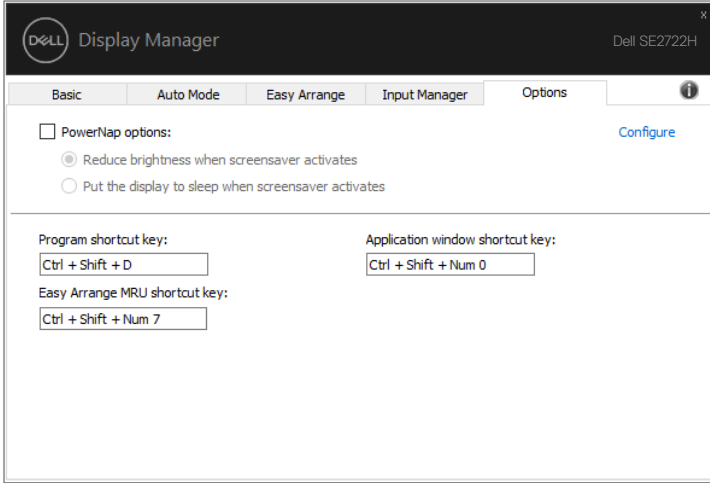 x
DELL Display Manager
Dell SE2722H
Basic Auto Mode Easy Arrange Input Manager Options i
PowerNap options: Configure
Reduce brightness when screensaver activates
Put the display to sleep when screensaver activates
Program shortcut key: Application window shortcut key:
Ctrl + Shift + D Ctrl + Shift + Num 0
Easy Arrange MRU shortcut key:
Ctrl + Shift + Num 7